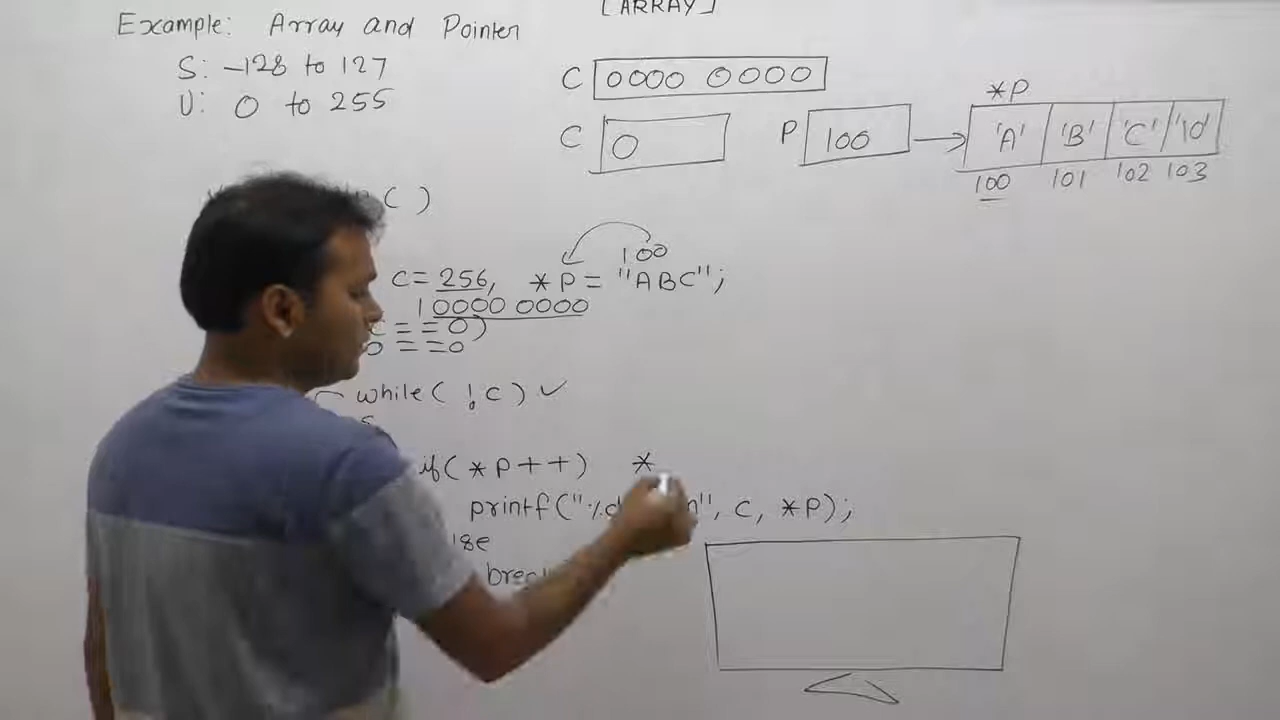 [ARRAY]
Example: Array and Pointer
S: -128 to 127
U: 0 to 255
C 0000 0000
*P
C 0
P 100
'A' 'B' 'C' '\0'
100 101 102 103
( )
100
C = 256, *P = "ABC";
1 0000 0000
== 0)
0 == 0
while( !C ) ✓
if( *P++ ) *
printf("%d n", C, *P);